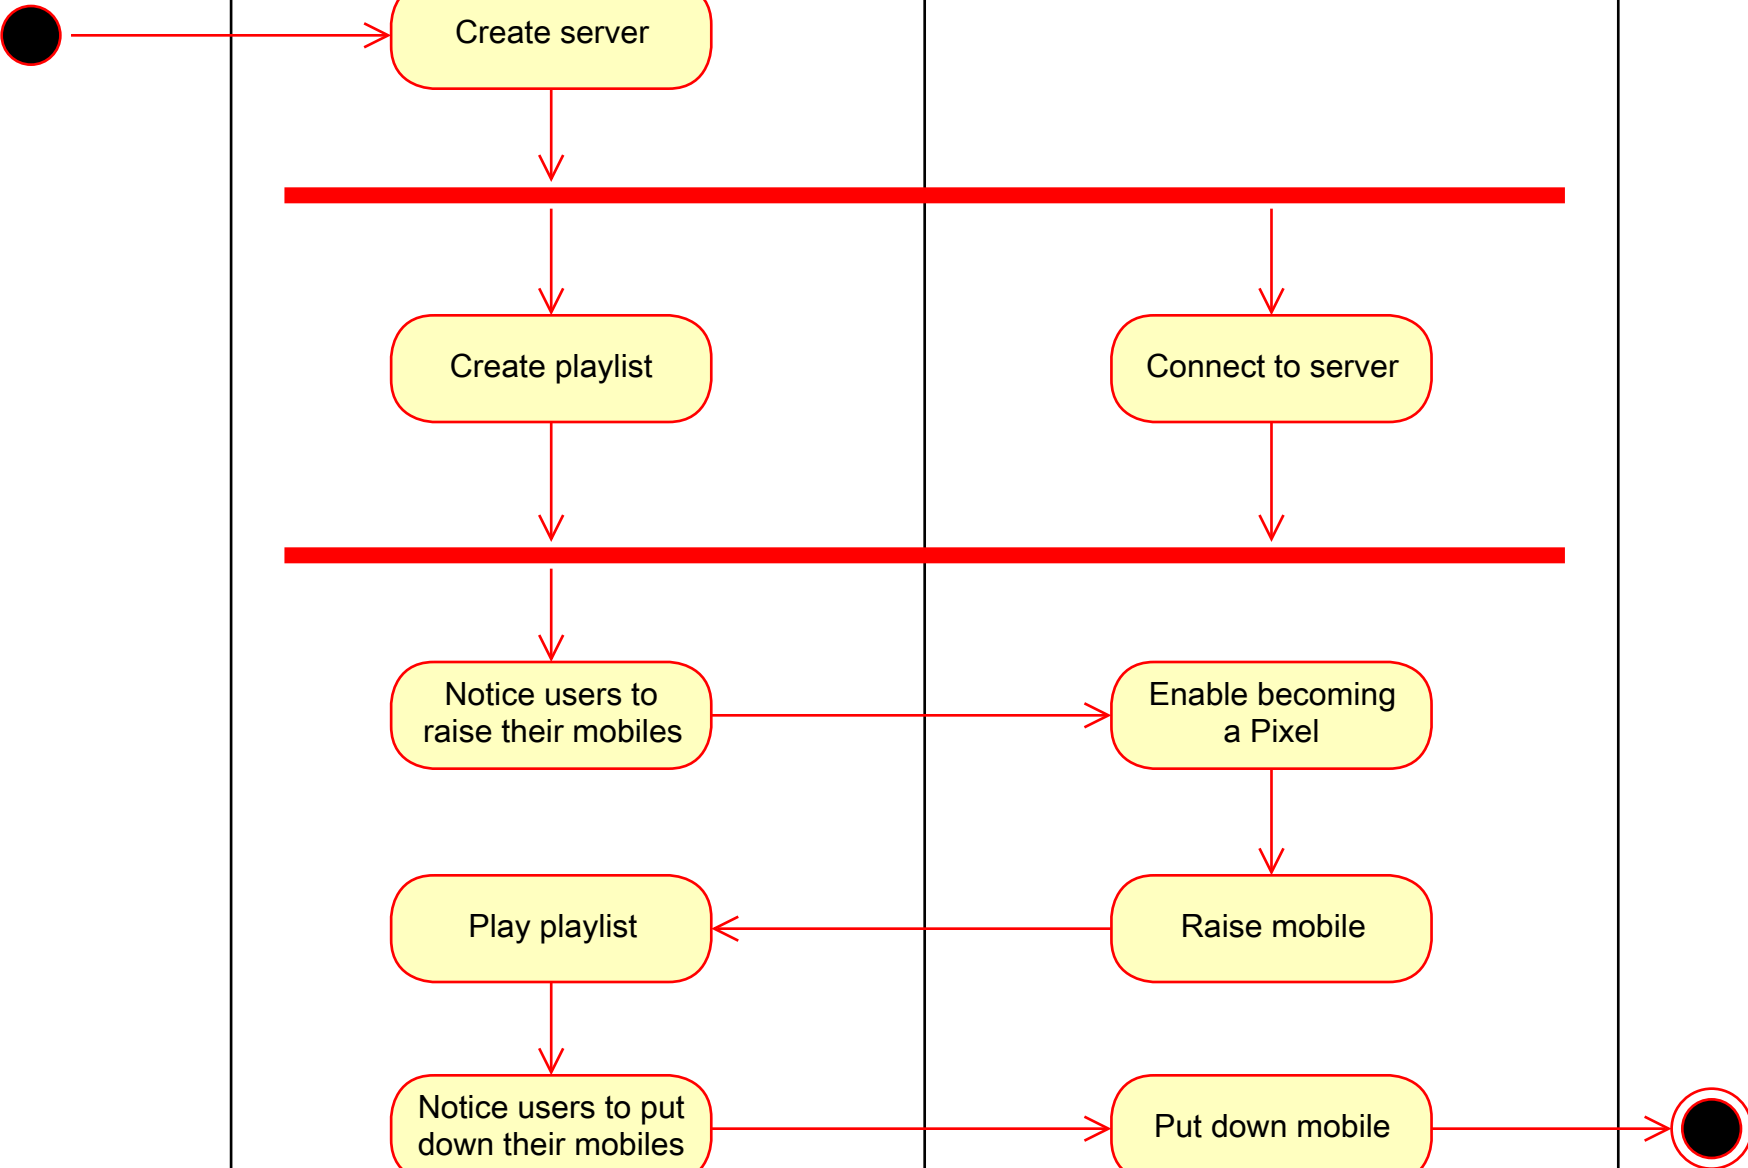 Create server
Create playlist
Connect to server
Notice users to
raise their mobiles
Enable becoming
a Pixel
Play playlist
Raise mobile
Notice users to put
down their mobiles
Put down mobile